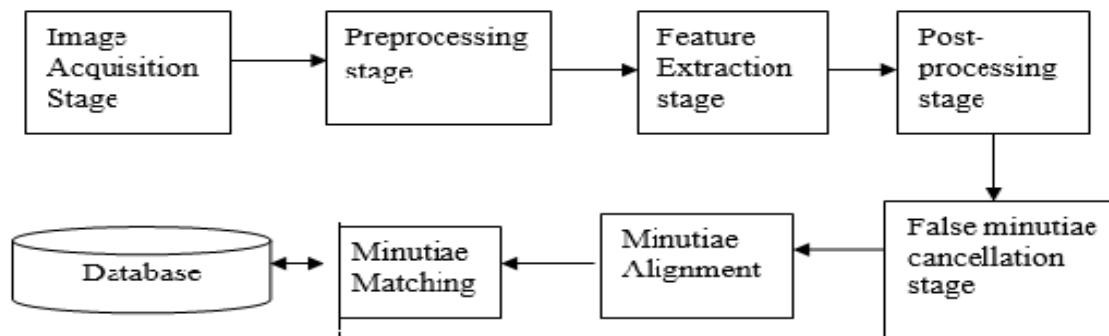 Image
Acquisition
Stage
Preprocessing
stage
Feature
Extraction
stage
Post-
processing
stage
False minutiae
cancellation
stage
Minutiae
Alignment
Minutiae
Matching
Database